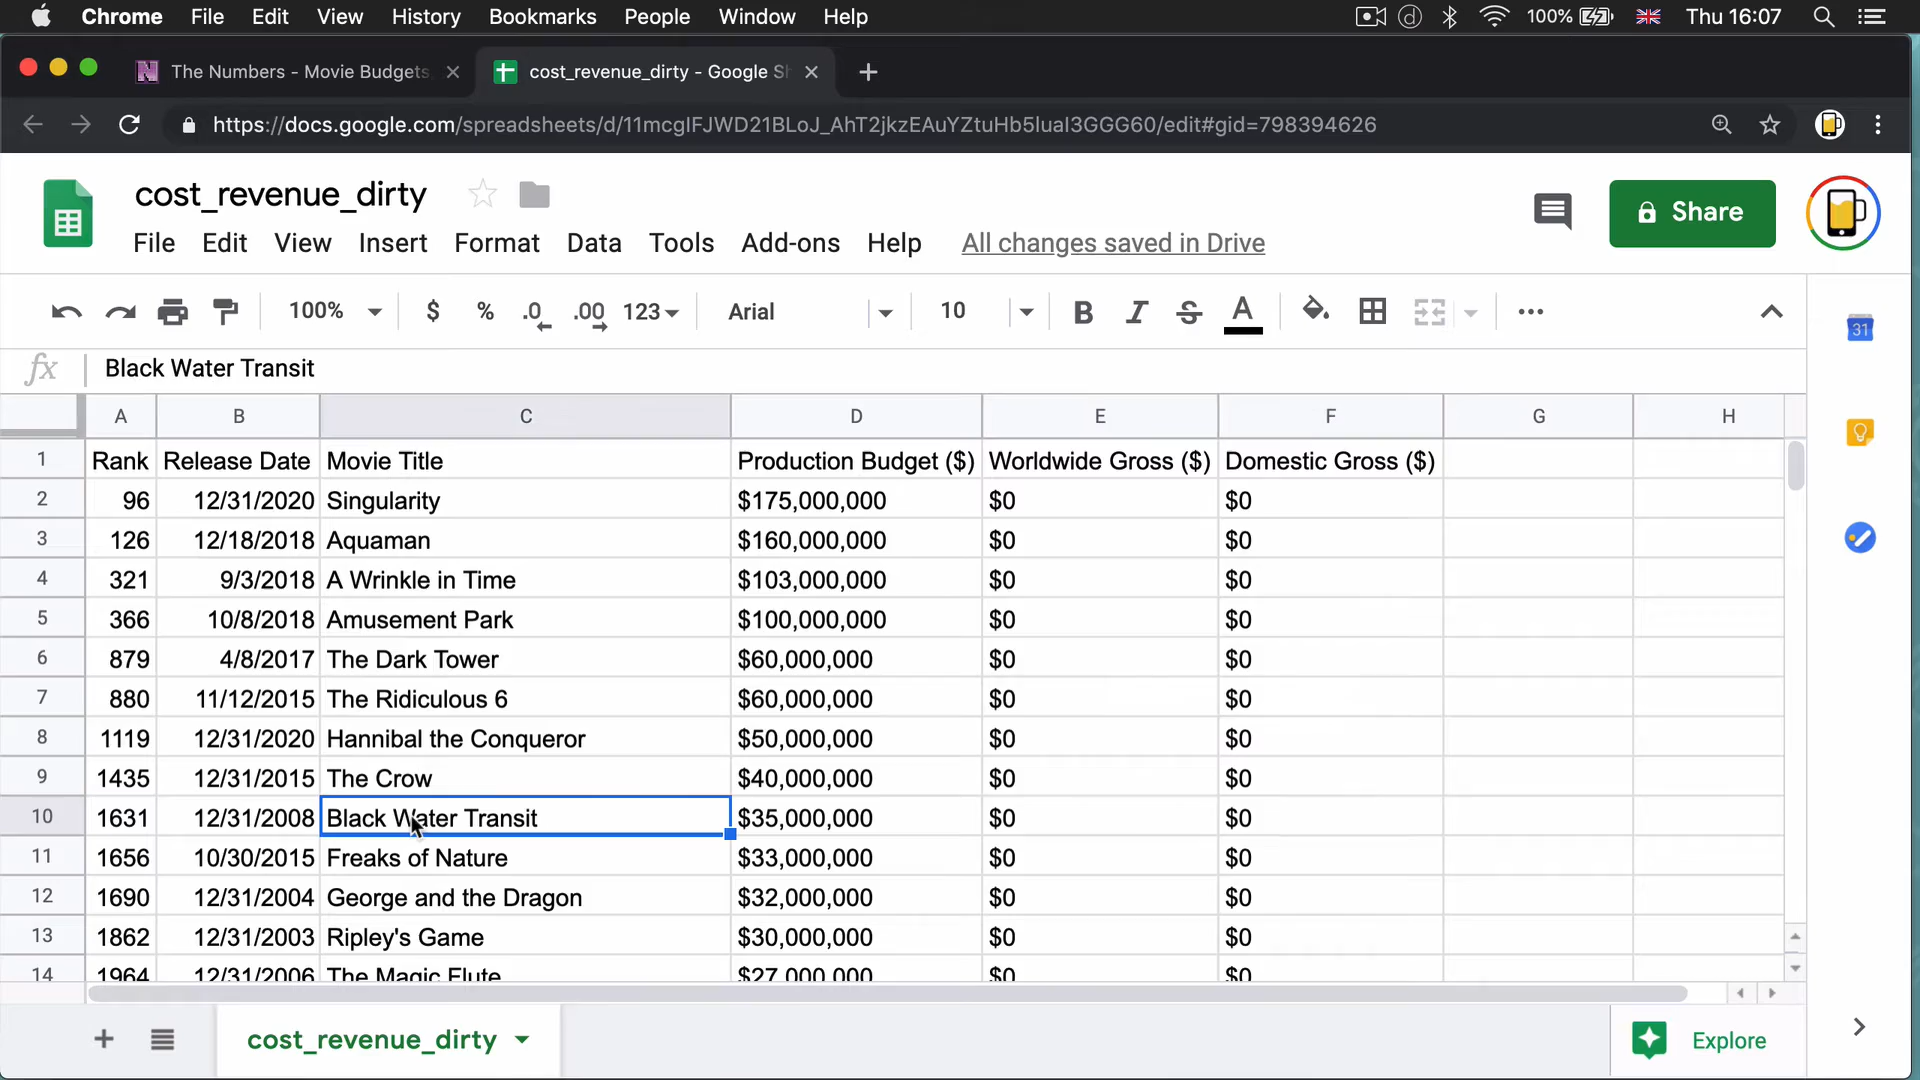 Chrome File Edit View History Bookmarks People Window Help 100% Thu 16:07
The Numbers - Movie Budgets, cost_revenue_dirty - Google Sh
https://docs.google.com/spreadsheets/d/11mcgIFJWD21BLoJ_AhT2jkzEAuYZtuHb5luaI3GGG60/edit#gid=798394626
cost_revenue_dirty
Share
File Edit View Insert Format Data Tools Add-ons Help All changes saved in Drive
100% $ % .0 .00 123 Arial 10 B I S A
31
fx Black Water Transit
A B C D E F G H
1 Rank Release Date Movie Title Production Budget ($) Worldwide Gross ($) Domestic Gross ($)
2 96 12/31/2020 Singularity $175,000,000 $0 $0
3 126 12/18/2018 Aquaman $160,000,000 $0 $0
4 321 9/3/2018 A Wrinkle in Time $103,000,000 $0 $0
5 366 10/8/2018 Amusement Park $100,000,000 $0 $0
6 879 4/8/2017 The Dark Tower $60,000,000 $0 $0
7 880 11/12/2015 The Ridiculous 6 $60,000,000 $0 $0
8 1119 12/31/2020 Hannibal the Conqueror $50,000,000 $0 $0
9 1435 12/31/2015 The Crow $40,000,000 $0 $0
10 1631 12/31/2008 Black Water Transit $35,000,000 $0 $0
11 1656 10/30/2015 Freaks of Nature $33,000,000 $0 $0
12 1690 12/31/2004 George and the Dragon $32,000,000 $0 $0
13 1862 12/31/2003 Ripley's Game $30,000,000 $0 $0
14 1964 12/31/2006 The Magic Flute $27,000,000 $0 $0
cost_revenue_dirty Explore